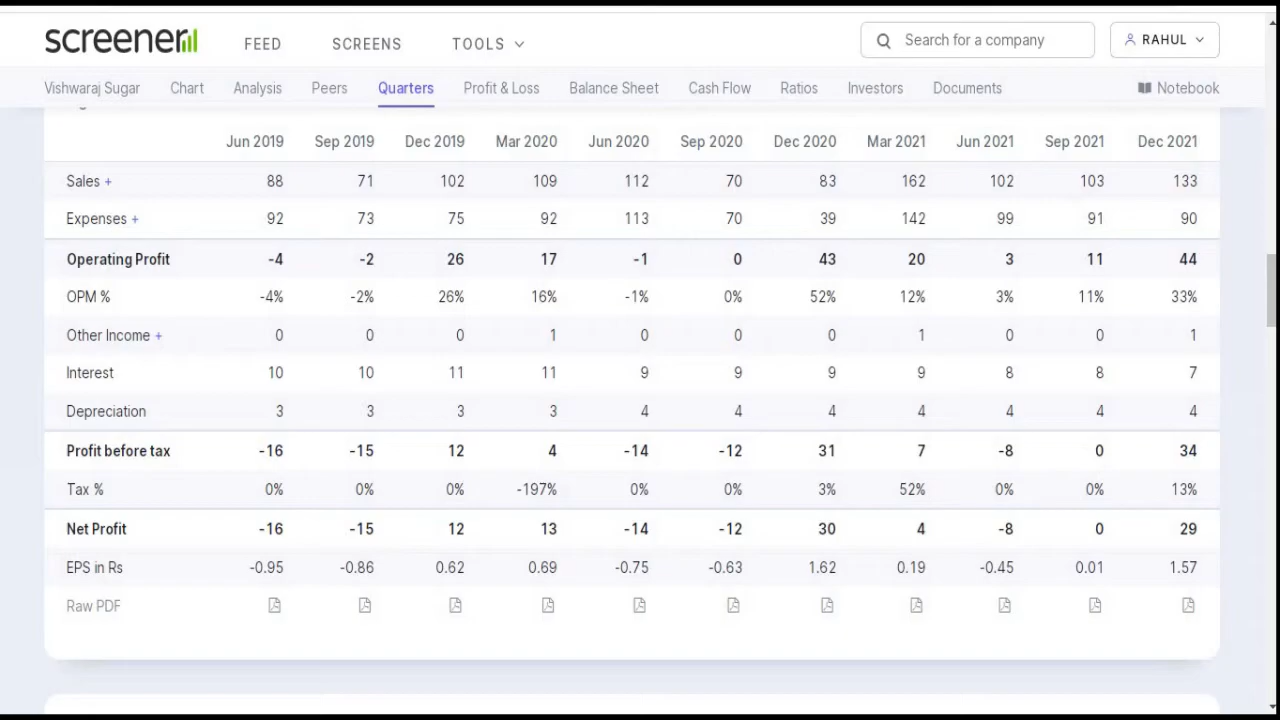 screener FEED SCREENS TOOLS Search for a company RAHUL
Vishwaraj Sugar Chart Analysis Peers Quarters Profit & Loss Balance Sheet Cash Flow Ratios Investors Documents Notebook
Jun 2019 Sep 2019 Dec 2019 Mar 2020 Jun 2020 Sep 2020 Dec 2020 Mar 2021 Jun 2021 Sep 2021 Dec 2021
Sales + 88 71 102 109 112 70 83 162 102 103 133
Expenses + 92 73 75 92 113 70 39 142 99 91 90
Operating Profit -4 -2 26 17 -1 0 43 20 3 11 44
OPM % -4% -2% 26% 16% -1% 0% 52% 12% 3% 11% 33%
Other Income + 0 0 0 1 0 0 0 1 0 0 1
Interest 10 10 11 11 9 9 9 9 8 8 7
Depreciation 3 3 3 3 4 4 4 4 4 4 4
Profit before tax -16 -15 12 4 -14 -12 31 7 -8 0 34
Tax % 0% 0% 0% -197% 0% 0% 3% 52% 0% 0% 13%
Net Profit -16 -15 12 13 -14 -12 30 4 -8 0 29
EPS in Rs -0.95 -0.86 0.62 0.69 -0.75 -0.63 1.62 0.19 -0.45 0.01 1.57
Raw PDF